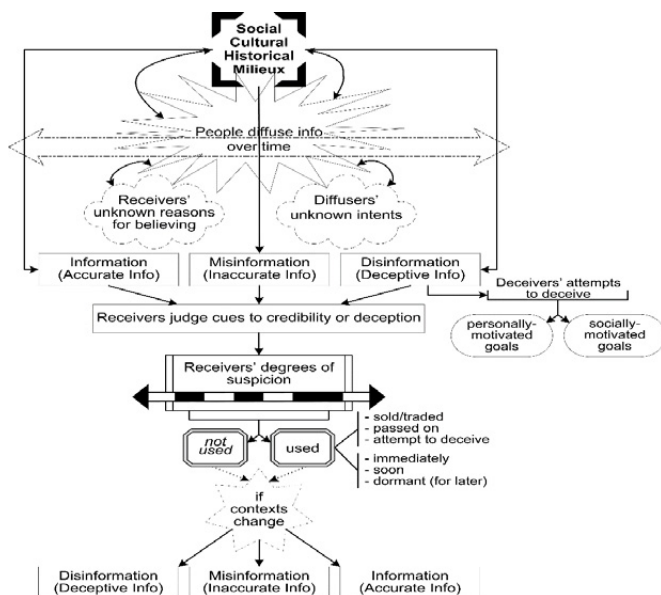 Social
Cultural
Historical
Milieux
People diffuse info
over time
Receivers'
unknown reasons
for believing
Diffusers'
unknown intents
Information
(Accurate Info)
Misinformation
(Inaccurate Info)
Disinformation
(Deceptive Info)
Deceivers' attempts
to deceive
personally-
motivated
goals
socially-
motivated
goals
Receivers judge cues to credibility or deception
Receivers' degrees of
suspicion
not
used
used
- sold/traded
- passed on
- attempt to deceive
- immediately
- soon
- dormant (for later)
if
contexts
change
Disinformation
(Deceptive Info)
Misinformation
(Inaccurate Info)
Information
(Accurate Info)